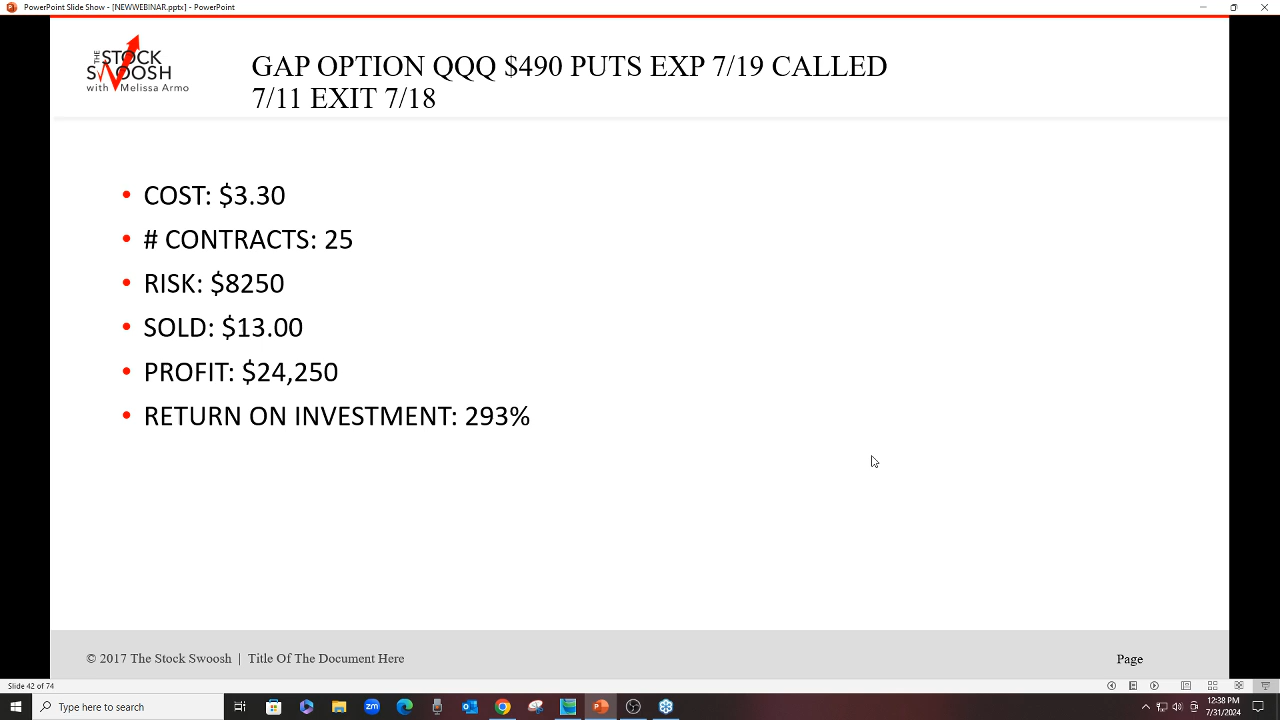 PowerPoint Slide Show - [NEWWEBINAR.pptx] - PowerPoint
THE
STOCK
SWOOSH
with Melissa Armo
GAP OPTION QQQ $490 PUTS EXP 7/19 CALLED
7/11 EXIT 7/18
• COST: $3.30
• # CONTRACTS: 25
• RISK: $8250
• SOLD: $13.00
• PROFIT: $24,250
• RETURN ON INVESTMENT: 293%
© 2017 The Stock Swoosh | Title Of The Document Here
Page
Slide 42 of 74
Type here to search
zm
12:38 PM
7/31/2024